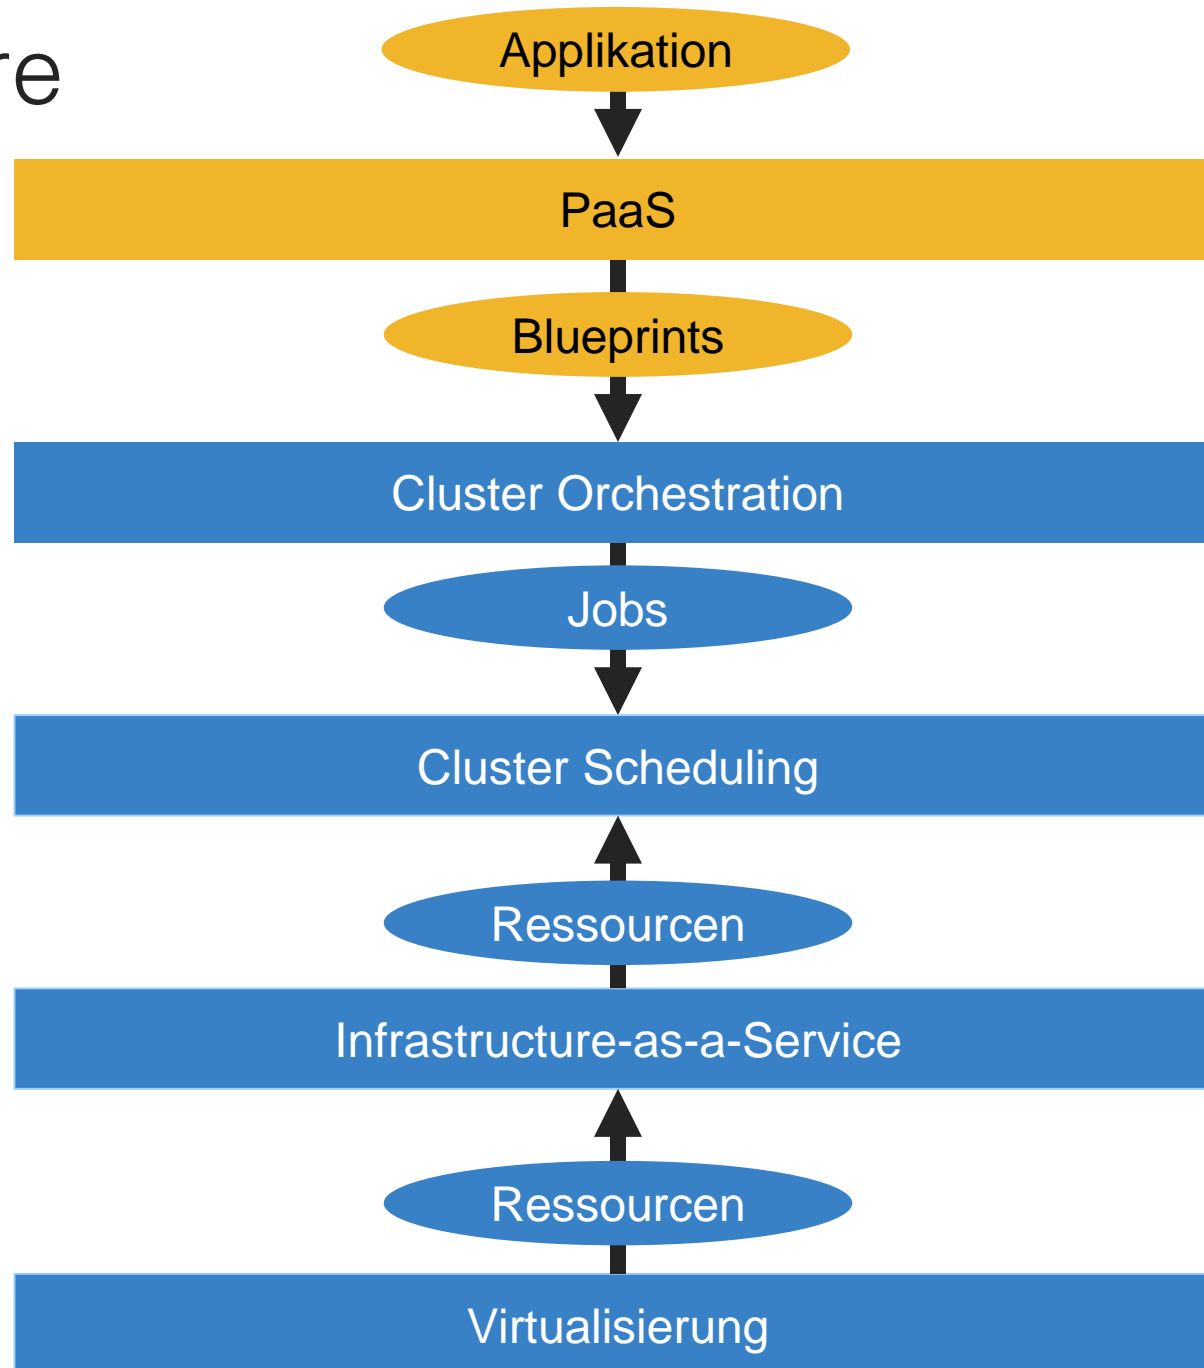 re
Applikation
PaaS
Blueprints
Cluster Orchestration
Jobs
Cluster Scheduling
Ressourcen
Infrastructure-as-a-Service
Ressourcen
Virtualisierung